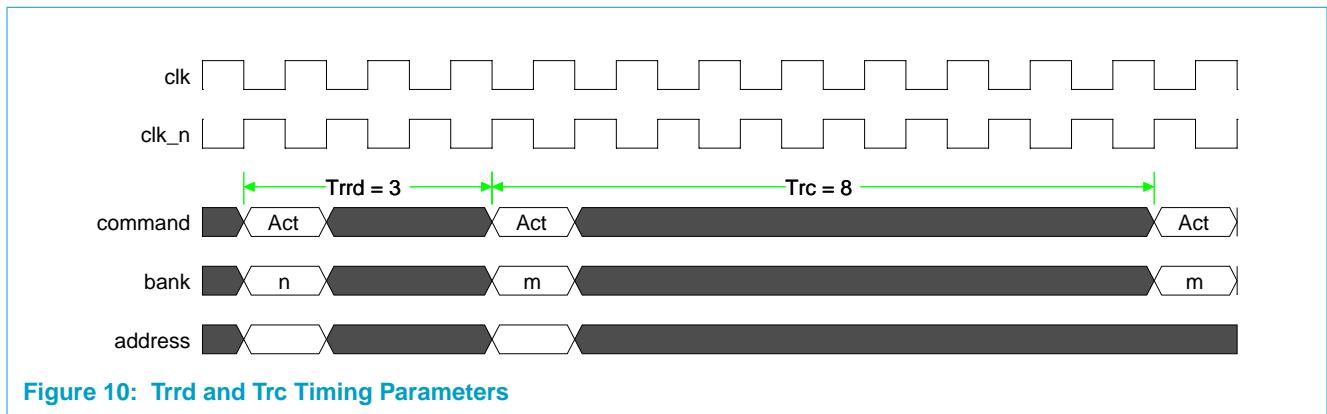 clk
clk_n
Trrd = 3 Trc = 8
command Act Act Act
bank n m m
address
Figure 10: Trrd and Trc Timing Parameters